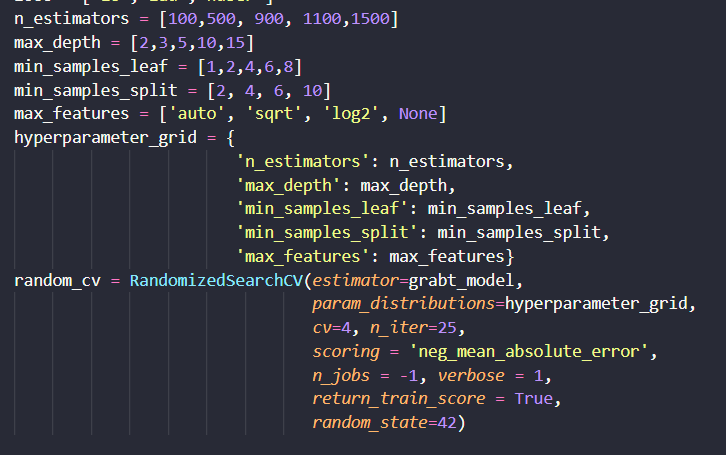 n_estimators = [100,500, 900, 1100,1500]
max_depth = [2,3,5,10,15]
min_samples_leaf = [1,2,4,6,8]
min_samples_split = [2, 4, 6, 10]
max_features = ['auto', 'sqrt', 'log2', None]
hyperparameter_grid = {
'n_estimators': n_estimators,
'max_depth': max_depth,
'min_samples_leaf': min_samples_leaf,
'min_samples_split': min_samples_split,
'max_features': max_features}
random_cv = RandomizedSearchCV(estimator=grabt_model,
param_distributions=hyperparameter_grid,
cv=4, n_iter=25,
scoring = 'neg_mean_absolute_error',
n_jobs = -1, verbose = 1,
return_train_score = True,
random_state=42)